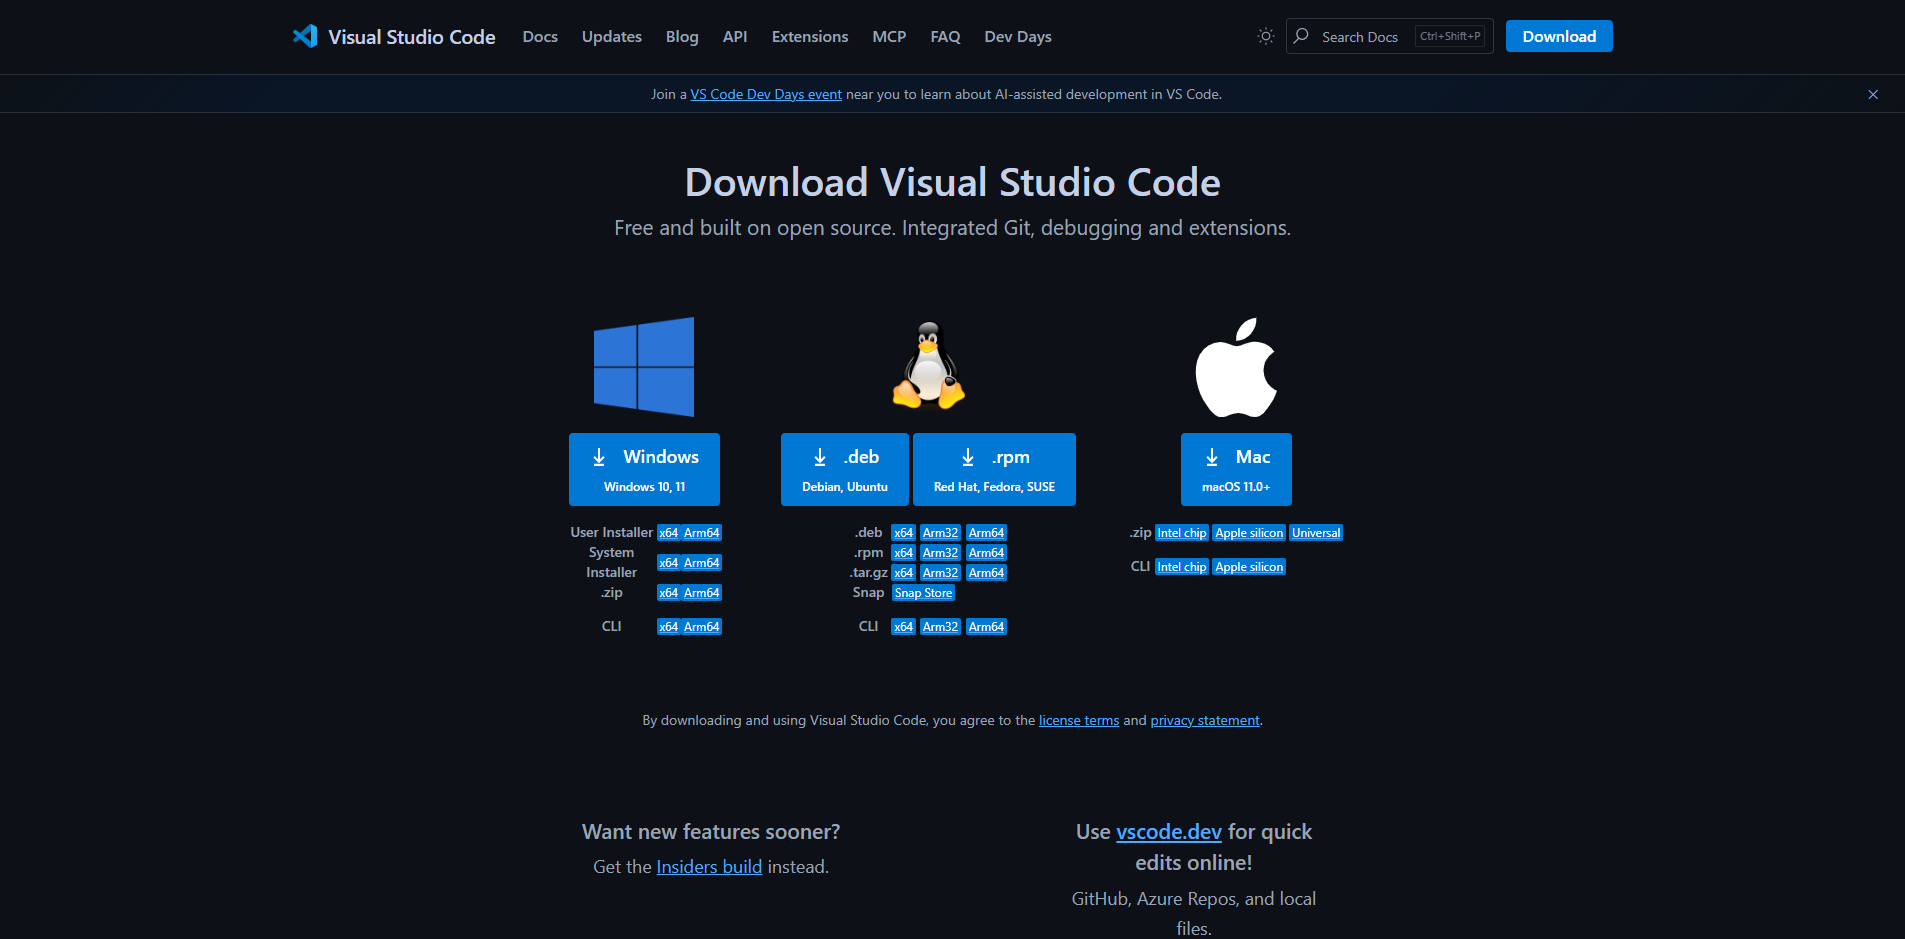 Visual Studio Code Docs Updates Blog API Extensions MCP FAQ Dev Days Search Docs Ctrl+Shift+P Download
Join a VS Code Dev Days event near you to learn about AI-assisted development in VS Code.
Download Visual Studio Code
Free and built on open source. Integrated Git, debugging and extensions.
Windows
Windows 10, 11
User Installer x64 Arm64
System
Installer x64 Arm64
.zip x64 Arm64
CLI x64 Arm64
.deb
Debian, Ubuntu
.rpm
Red Hat, Fedora, SUSE
.deb x64 Arm32 Arm64
.rpm x64 Arm32 Arm64
.tar.gz x64 Arm32 Arm64
Snap Snap Store
CLI x64 Arm32 Arm64
Mac
macOS 11.0+
.zip Intel chip Apple silicon Universal
CLI Intel chip Apple silicon
By downloading and using Visual Studio Code, you agree to the license terms and privacy statement.
Want new features sooner?
Get the Insiders build instead.
Use vscode.dev for quick
edits online!
GitHub, Azure Repos, and local
files.